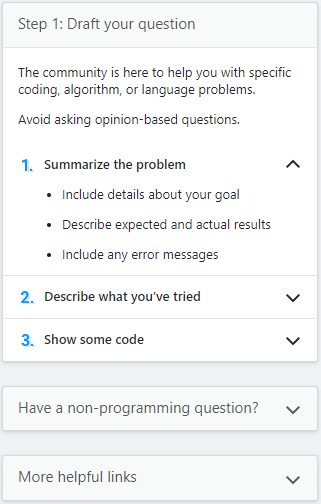 Step 1: Draft your question
The community is here to help you with specific
coding, algorithm, or language problems.
Avoid asking opinion-based questions.
1. Summarize the problem
• Include details about your goal
• Describe expected and actual results
• Include any error messages
2. Describe what you've tried
3. Show some code
Have a non-programming question?
More helpful links